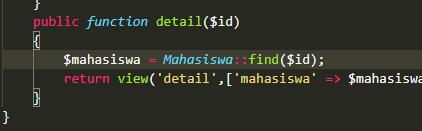 }
public function detail($id)
{
$mahasiswa = Mahasiswa::find($id);
return view('detail',['mahasiswa' => $mahasiswa
}
}